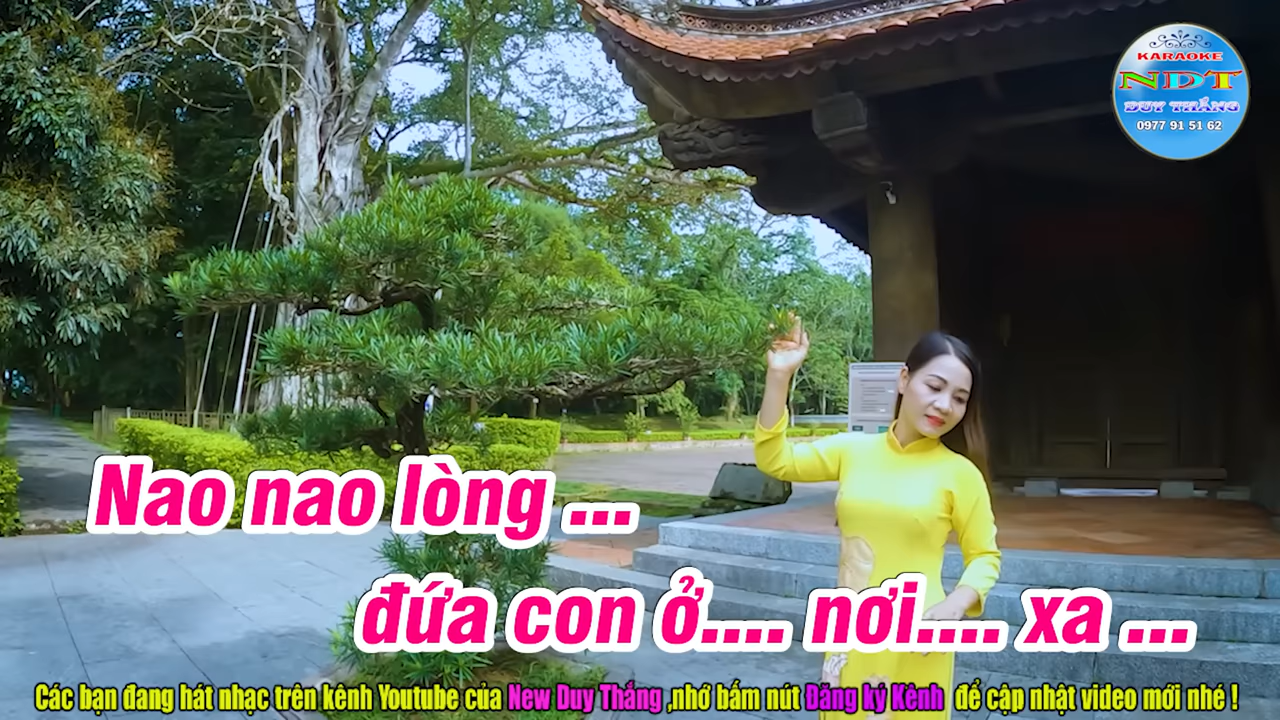 KARAOKE
NDT
DUY THẮNG
0977 91 51 62
Nao nao lòng ...
đứa con ở.... nơi.... xa ...
Các bạn đang hát nhạc trên kênh Youtube của New Duy Thắng ,nhớ bấm nút Đăng ký Kênh để cập nhật video mới nhé !